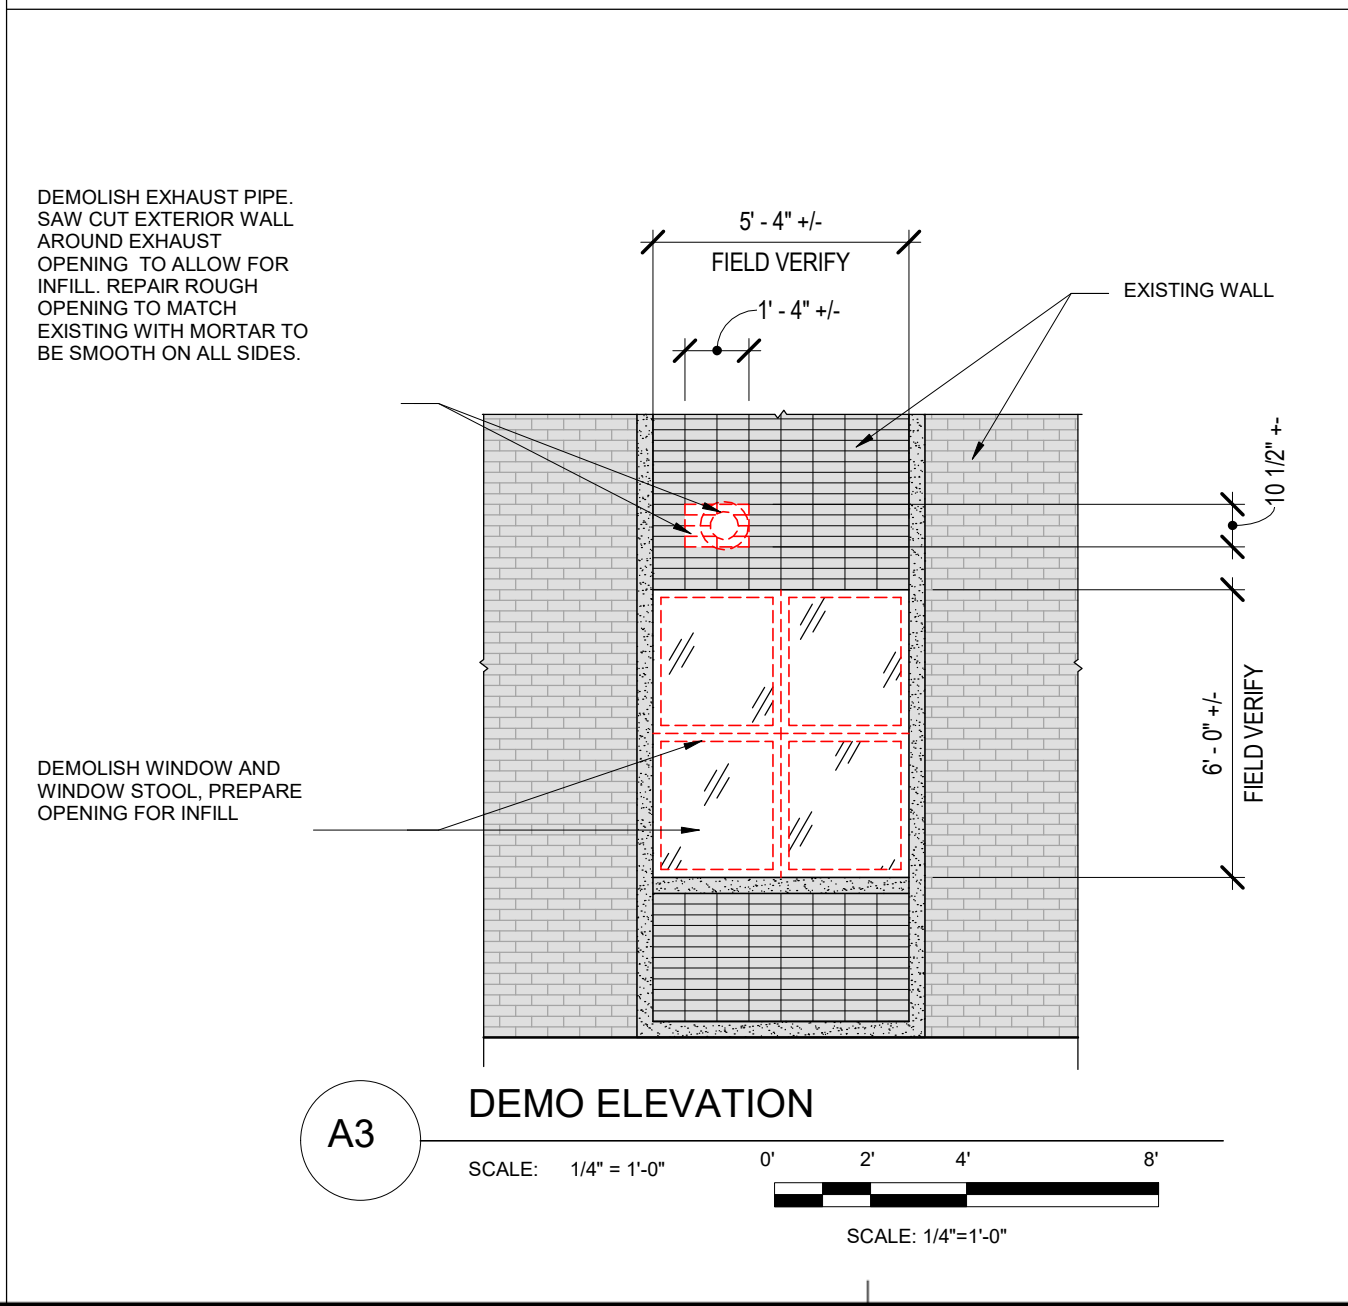 DEMOLISH EXHAUST PIPE.
SAW CUT EXTERIOR WALL
AROUND EXHAUST
OPENING  TO ALLOW FOR
INFILL. REPAIR ROUGH
OPENING TO MATCH
EXISTING WITH MORTAR TO
BE SMOOTH ON ALL SIDES.
5' - 4" +/-
FIELD VERIFY
1' - 4" +/-
EXISTING WALL
10 1/2" +-
6' - 0" +/-
FIELD VERIFY
DEMOLISH WINDOW AND
WINDOW STOOL, PREPARE
OPENING FOR INFILL
A3
DEMO ELEVATION
SCALE: 1/4" = 1'-0"
0' 2' 4' 8'
SCALE: 1/4"=1'-0"